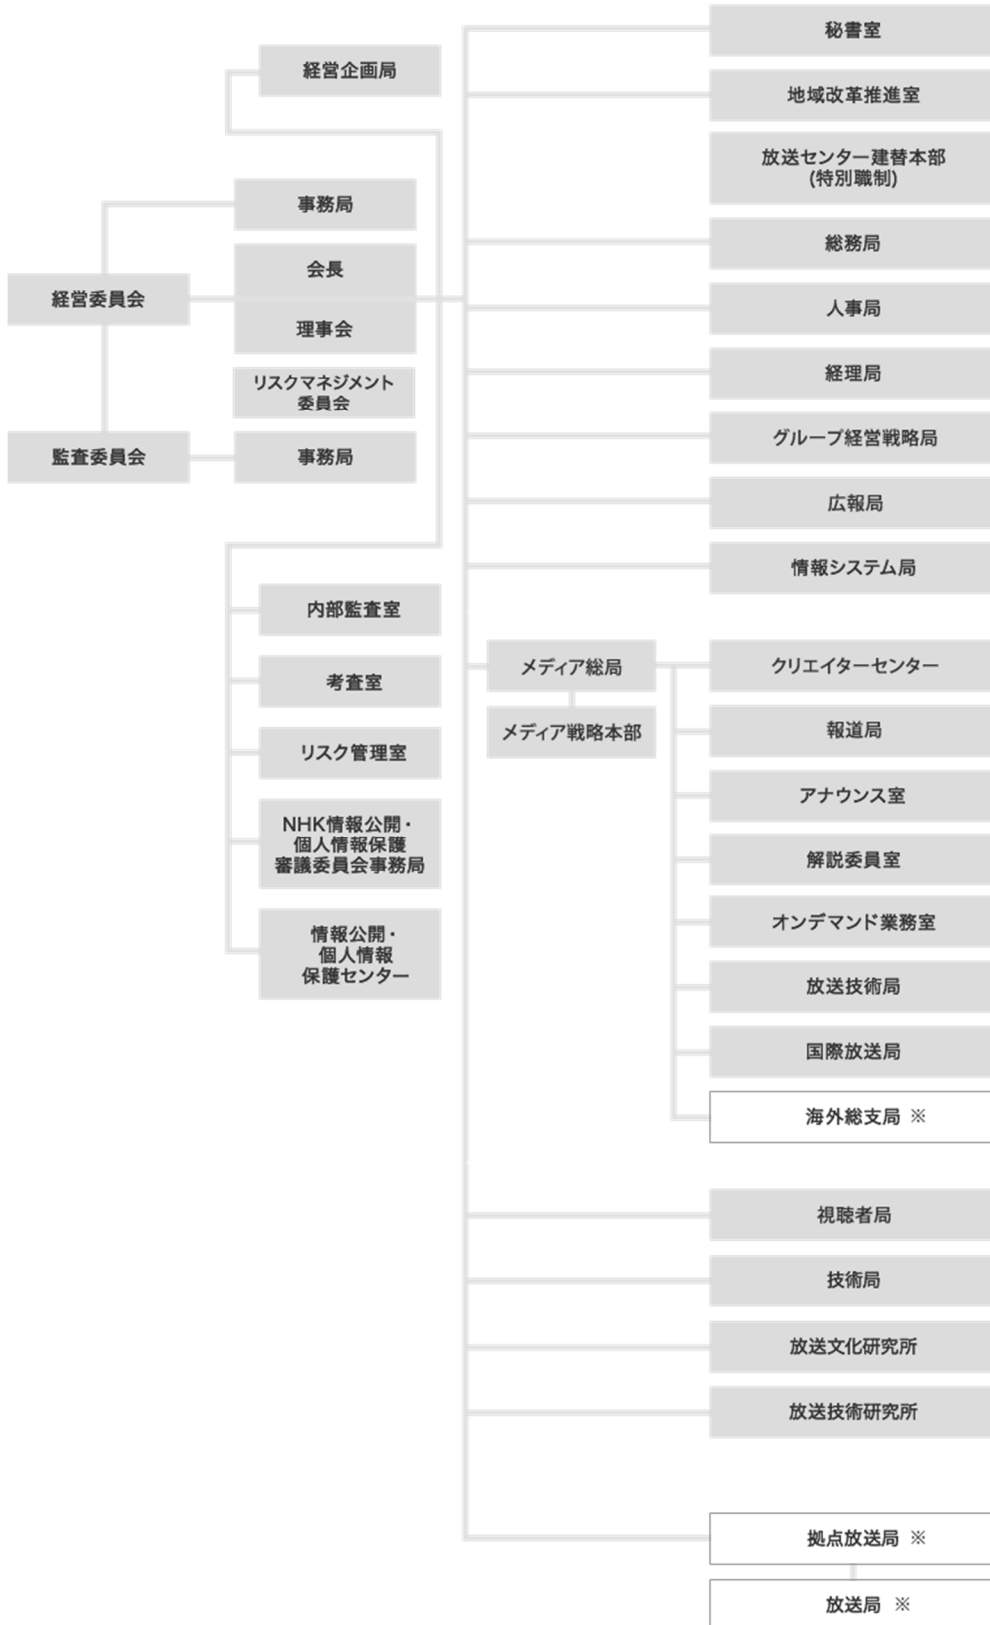 経営企画局
事務局
会長
経営委員会
理事会
リスクマネジメント
委員会
監査委員会
事務局
内部監査室
考査室
リスク管理室
NHK情報公開・
個人情報保護
審議委員会事務局
情報公開・
個人情報
保護センター
秘書室
地域改革推進室
放送センター建替本部
(特別職制)
総務局
人事局
経理局
グループ経営戦略局
広報局
情報システム局
メディア総局
メディア戦略本部
クリエイターセンター
報道局
アナウンス室
解説委員室
オンデマンド業務室
放送技術局
国際放送局
海外総支局 ※
視聴者局
技術局
放送文化研究所
放送技術研究所
拠点放送局 ※
放送局 ※